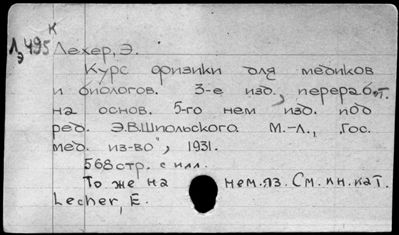 К
Л 495 Лехер, Э.
э
Курс физики для медиков
и биологов. 3-е изд., перераб от.
на основ. 5-го нем изд. под
ред. Э.В.Шпольского М.-Л., Гос.
мед. из-во", 1931.
568 стр. с илл.
То же на нем.яз. См. ин. кат.
Lecher, E.